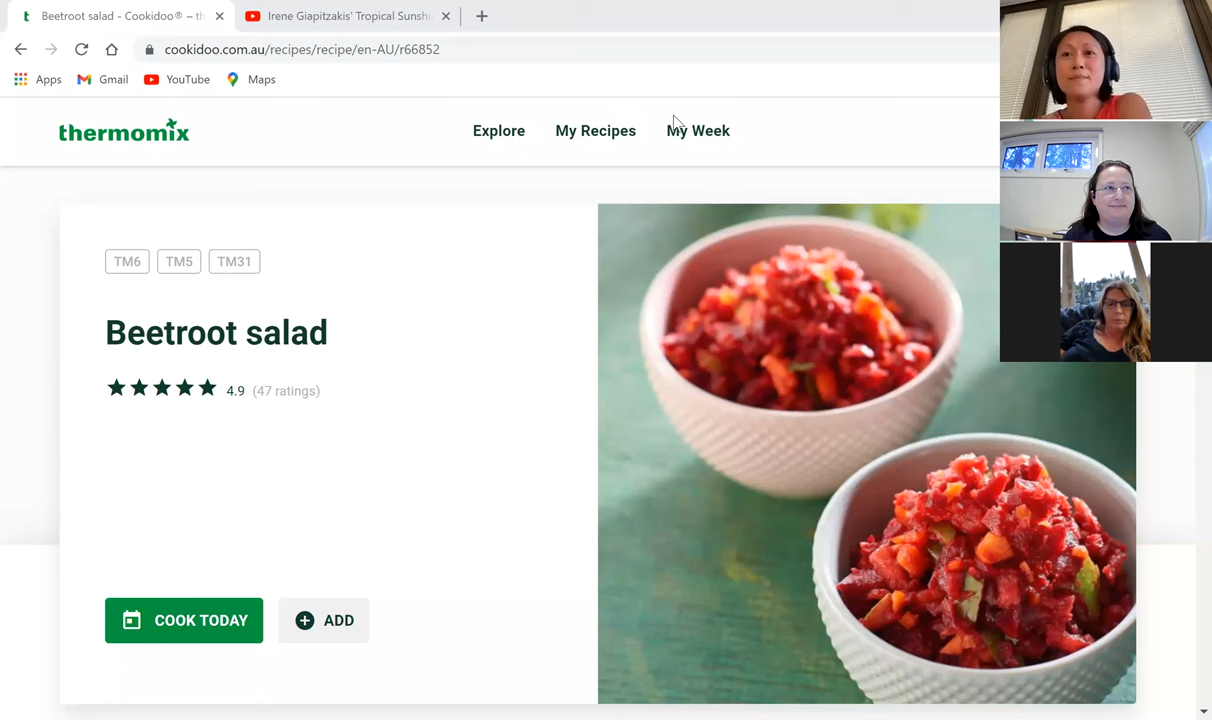 Beetroot salad - Cookidoo® – th
Irene Giapitzakis' Tropical Sunshi
cookidoo.com.au/recipes/recipe/en-AU/r66852
Apps Gmail YouTube Maps
thermomix
Explore My Recipes My Week
TM6 TM5 TM31
Beetroot salad
4.9 (47 ratings)
COOK TODAY ADD